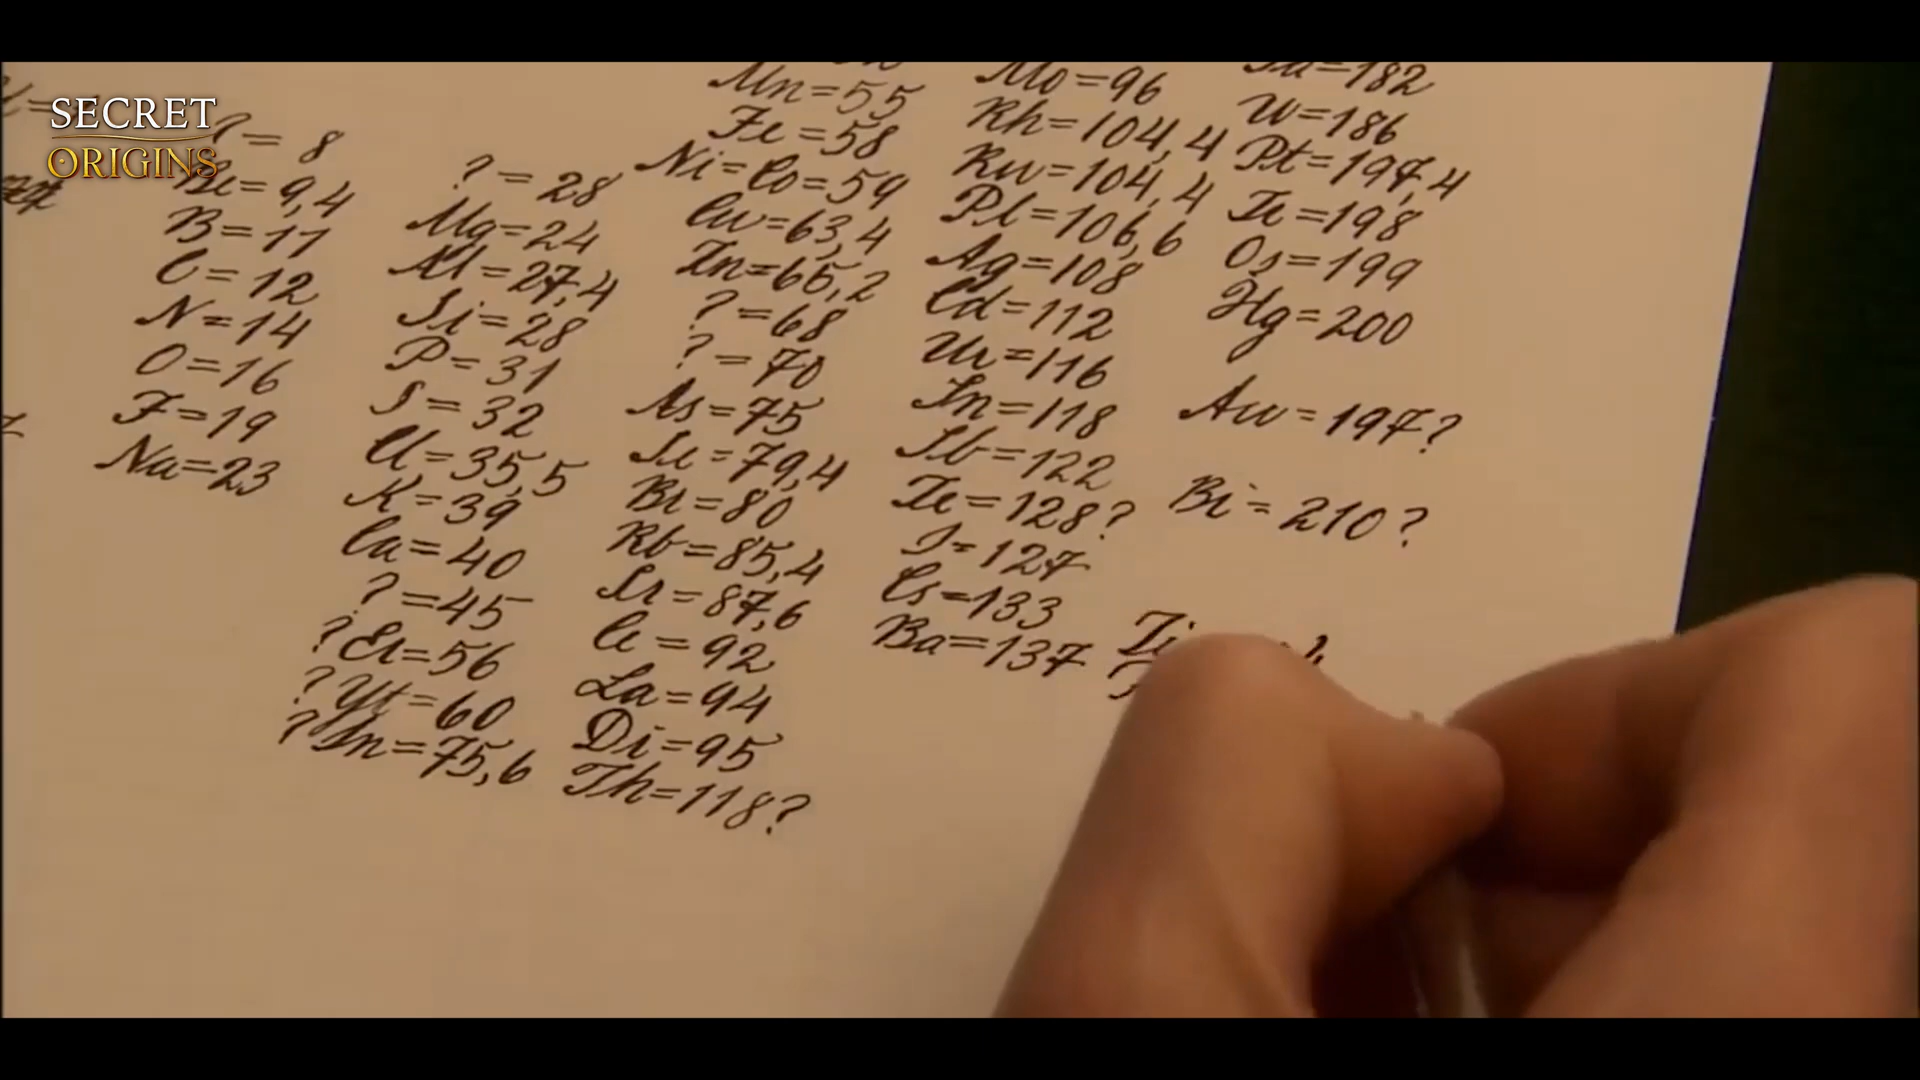 SECRET
ORIGINS
= 8
Be=9,4
B=11
C=12
N=14
O=16
F=19
Na=23
?=28
Mg=24
Al=27,4
Si=28
P=31
S=32
Cl=35,5
K=39
Ca=40
?=45
?Er=56
?Yt=60
?In=75,6
Mn=55
Fe=58
Ni=Co=59
Cu=63,4
Zn=65,2
?=68
?=70
As=75
Se=79,4
Br=80
Rb=85,4
Sr=87,6
Ce=92
La=94
Di=95
Th=118?
Mo=96
Rh=104,4
Ru=104,4
Pl=106,6
Ag=108
Cd=112
Ur=116
Sn=118
Sb=122
Te=128?
I=127
Cs=133
Ba=137
=182
W=186
Pt=197,4
=198
Os=199
Hg=200
Au=197?
Bi=210?